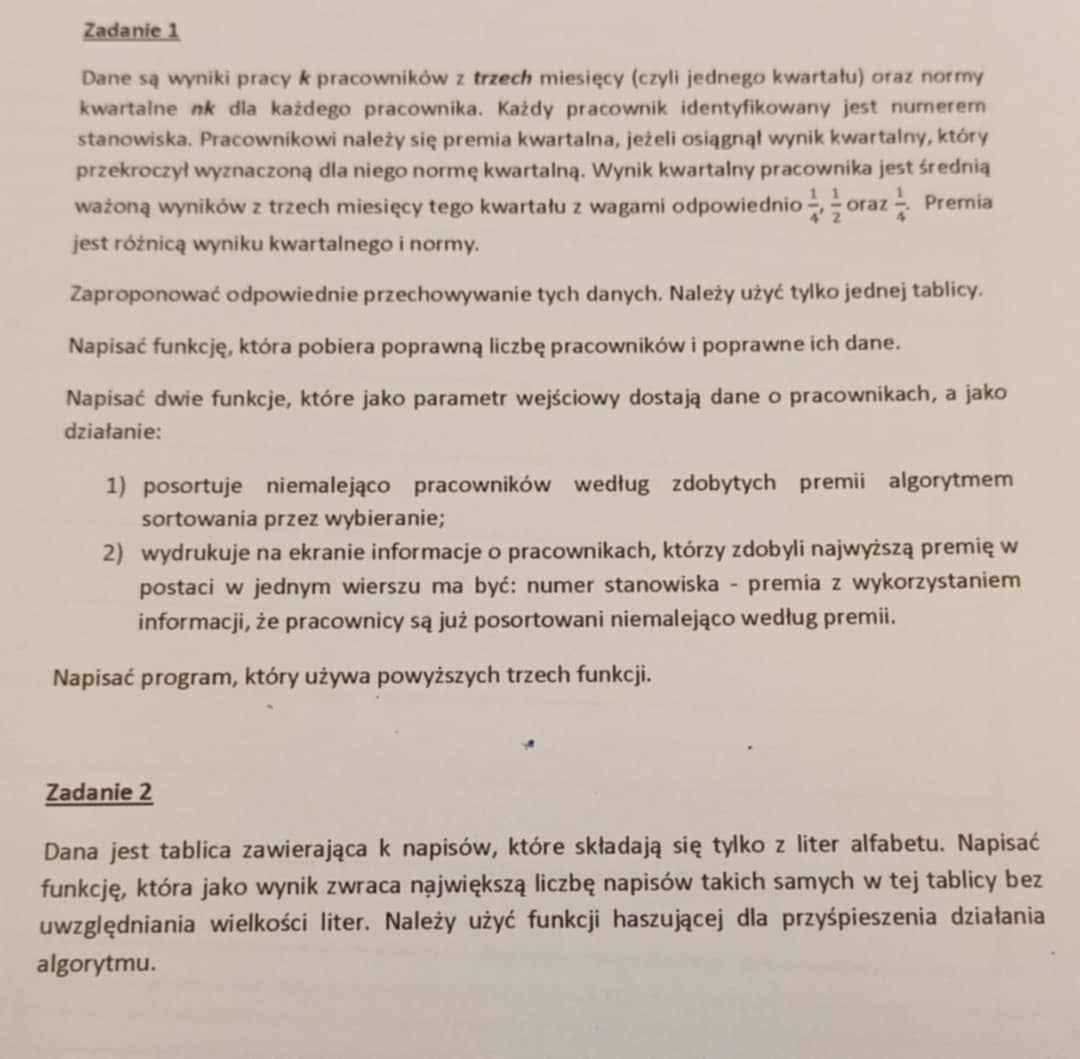 Zadanie 1
Dane są wyniki pracy k pracowników z trzech miesięcy (czyli jednego kwartału) oraz normy
kwartalne nk dla każdego pracownika. Każdy pracownik identyfikowany jest numerem
stanowiska. Pracownikowi należy się premia kwartalna, jeżeli osiągnął wynik kwartalny, który
przekroczył wyznaczoną dla niego normę kwartalną. Wynik kwartalny pracownika jest średnią
ważoną wyników z trzech miesięcy tego kwartału z wagami odpowiednio 1/4, 1/2 oraz 1/4. Premia
jest różnicą wyniku kwartalnego i normy.
Zaproponować odpowiednie przechowywanie tych danych. Należy użyć tylko jednej tablicy.
Napisać funkcję, która pobiera poprawną liczbę pracowników i poprawne ich dane.
Napisać dwie funkcje, które jako parametr wejściowy dostają dane o pracownikach, a jako
działanie:
1) posortuje niemalejąco pracowników według zdobytych premii algorytmem
sortowania przez wybieranie;
2) wydrukuje na ekranie informacje o pracownikach, którzy zdobyli najwyższą premię w
postaci w jednym wierszu ma być: numer stanowiska - premia z wykorzystaniem
informacji, że pracownicy są już posortowani niemalejąco według premii.
Napisać program, który używa powyższych trzech funkcji.
Zadanie 2
Dana jest tablica zawierająca k napisów, które składają się tylko z liter alfabetu. Napisać
funkcję, która jako wynik zwraca największą liczbę napisów takich samych w tej tablicy bez
uwzględniania wielkości liter. Należy użyć funkcji haszującej dla przyśpieszenia działania
algorytmu.